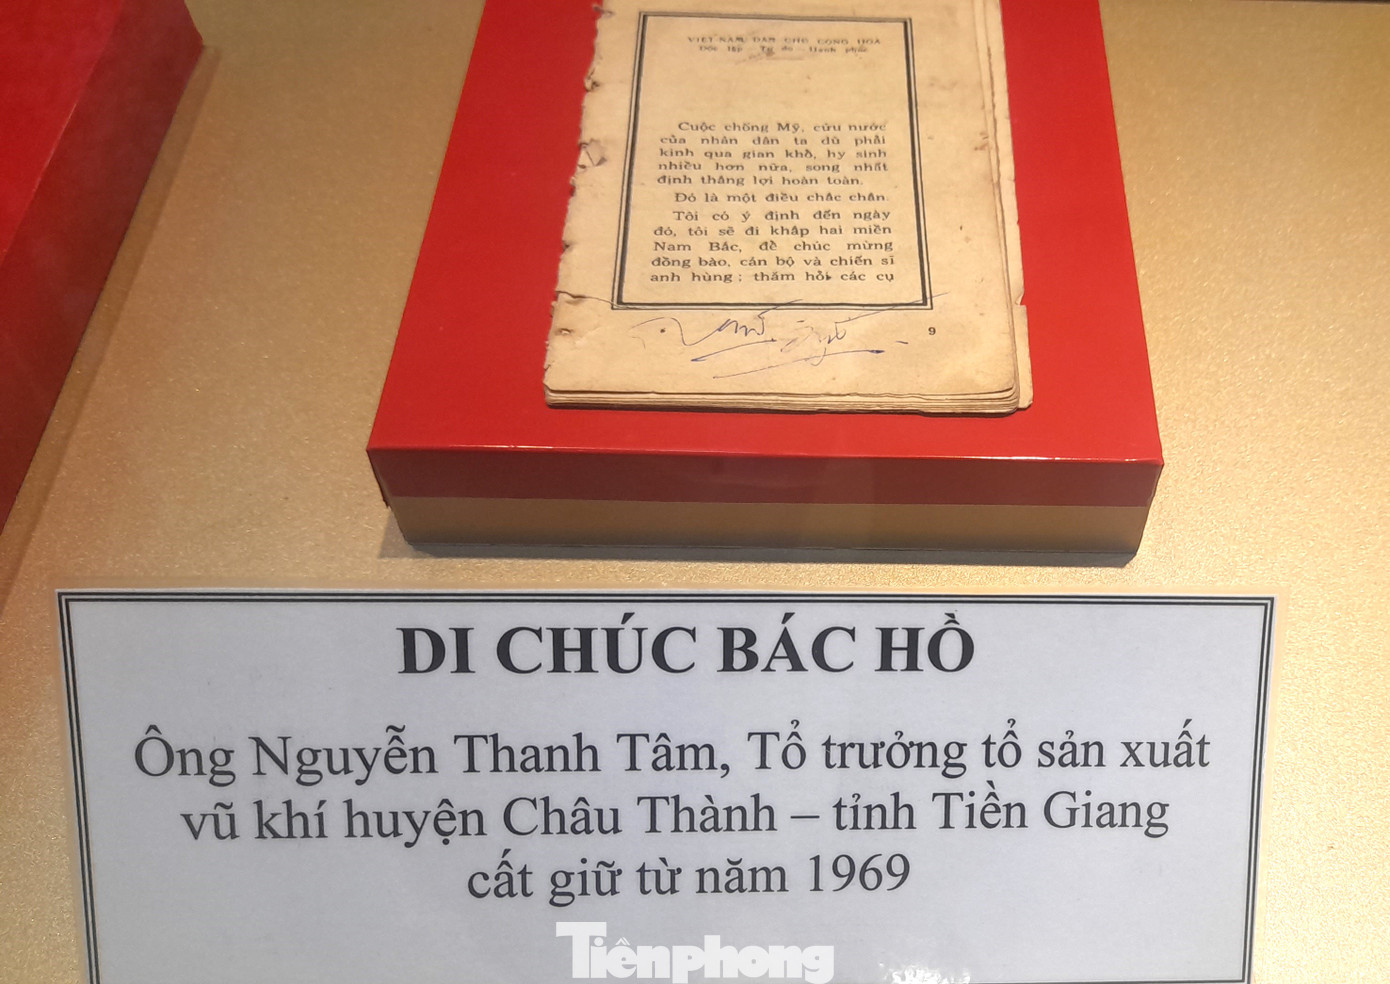 VIỆT-NAM DÂN CHỦ CỘNG HÒA
Độc lập - Tự do - Hạnh phúc
Cuộc chống Mỹ, cứu nước
của nhân dân ta dù phải
kinh qua gian khổ, hy sinh
nhiều hơn nữa, song nhất
định thắng lợi hoàn toàn.
Đó là một điều chắc chắn.
Tôi có ý định đến ngày
đó, tôi sẽ đi khắp hai miền
Nam Bắc, để chúc mừng
đồng bào, cán bộ và chiến sĩ
anh hùng; thăm hỏi các cụ
9
DI CHÚC BÁC HỒ
Ông Nguyễn Thanh Tâm, Tổ trưởng tổ sản xuất
vũ khí huyện Châu Thành – tỉnh Tiền Giang
cất giữ từ năm 1969
Tiênphong